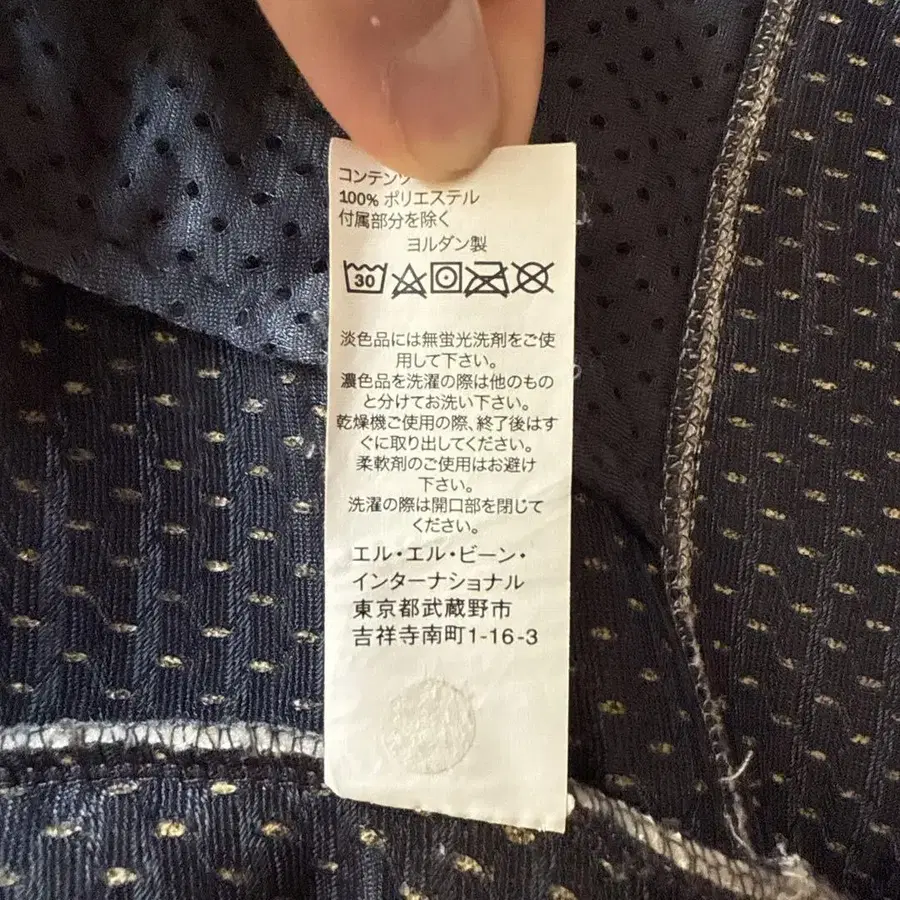 コンテンツ
100% ポリエステル
付属部分を除く
ヨルダン製
30
淡色品には無蛍光洗剤をご使
用して下さい。
濃色品を洗濯の際は他のもの
と分けてお洗い下さい。
乾燥機ご使用の際、終了後はす
ぐに取り出してください。
柔軟剤のご使用はお避け
下さい。
洗濯の際は開口部を閉じて
ください。
エル・エル・ビーン・
インターナショナル
東京都武蔵野市
吉祥寺南町1-16-3